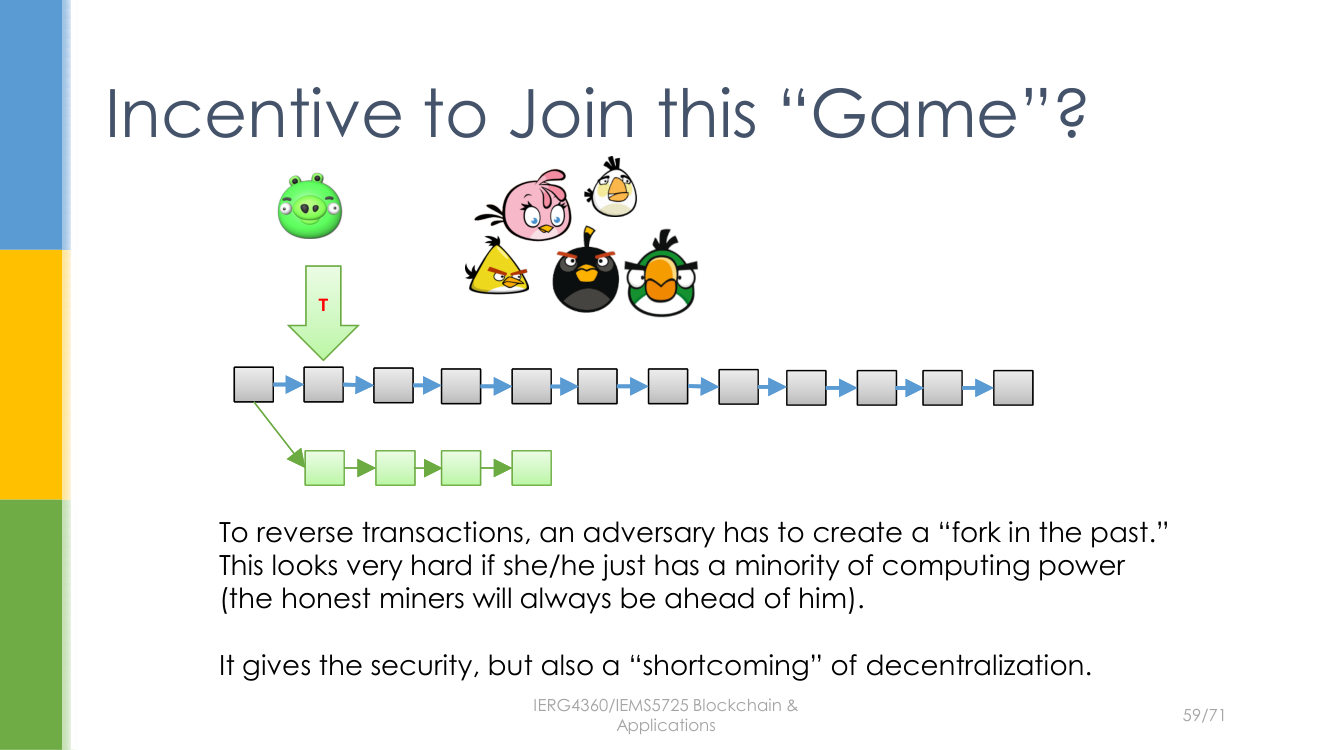 Incentive to Join this “Game”?
T
To reverse transactions, an adversary has to create a “fork in the past.”
This looks very hard if she/he just has a minority of computing power
(the honest miners will always be ahead of him).
It gives the security, but also a “shortcoming” of decentralization.
IERG4360/IEMS5725 Blockchain &
Applications
59/71